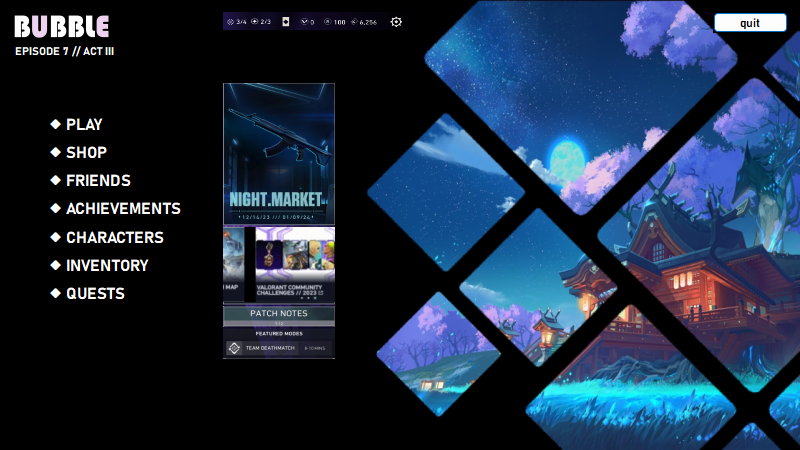 BUBBLE
EPISODE 7 // ACT III
3/4 2/3 0 100 6,256
quit
PLAY
SHOP
FRIENDS
ACHIEVEMENTS
CHARACTERS
INVENTORY
QUESTS
NIGHT.MARKET
12/14/23 /// 01/09/24
MAP
VALORANT COMMUNITY
CHALLENGES // 2023
PATCH NOTES
FEATURED MODES
TEAM DEATHMATCH